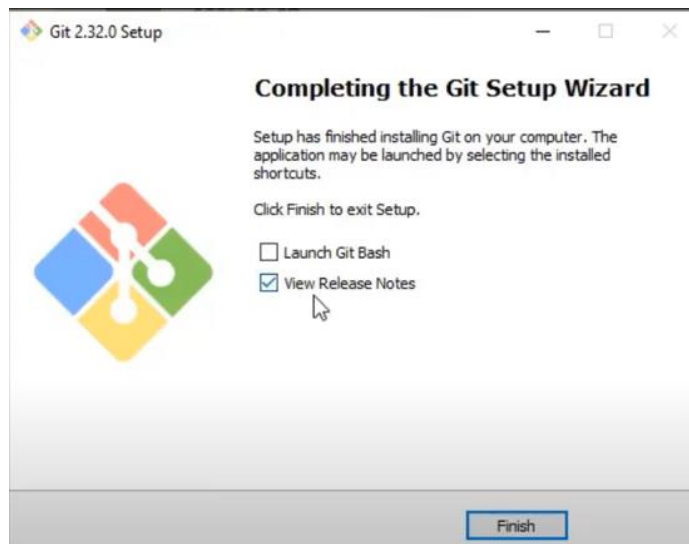 Git 2.32.0 Setup
Completing the Git Setup Wizard
Setup has finished installing Git on your computer. The
application may be launched by selecting the installed
shortcuts.
Click Finish to exit Setup.
Launch Git Bash
View Release Notes
Finish